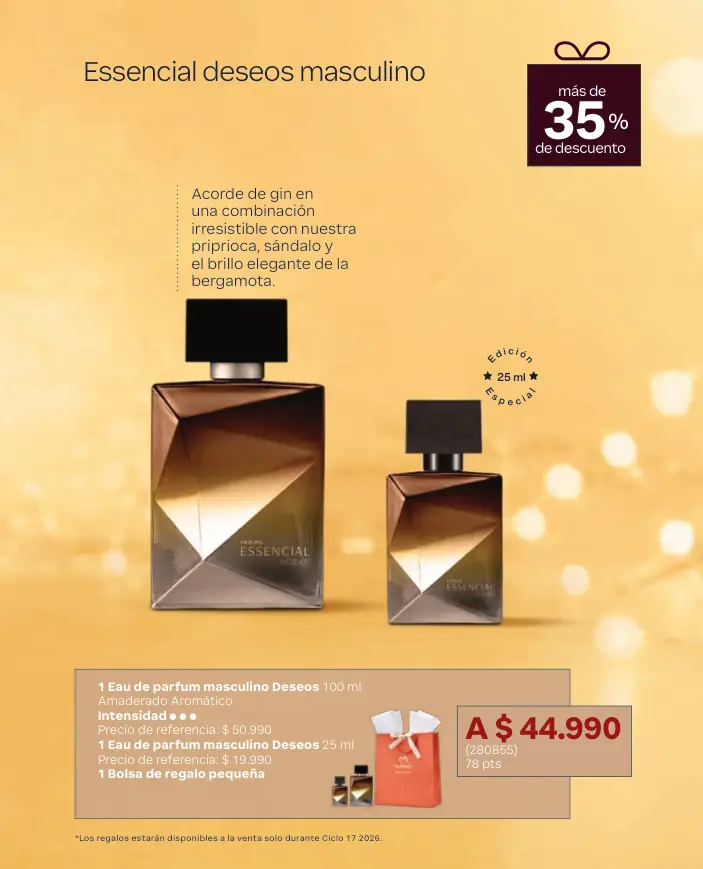 Essencial deseos masculino
más de
35%
de descuento
Acorde de gin en
una combinación
irresistible con nuestra
priprioca, sándalo y
el brillo elegante de la
bergamota.
Edición
★ 25 ml ★
Especial
ESSENCIAL
ESSENCIAL
1 Eau de parfum masculino Deseos 100 ml
Amaderado Aromático
Intensidad ● ● ●
Precio de referencia. $ 50.990
1 Eau de parfum masculino Deseos 25 ml
Precio de referencia: $ 19.990
1 Bolsa de regalo pequeña
A $ 44.990
(280855)
78 pts
*Los regalos estarán disponibles a la venta solo durante Ciclo 17 2026.